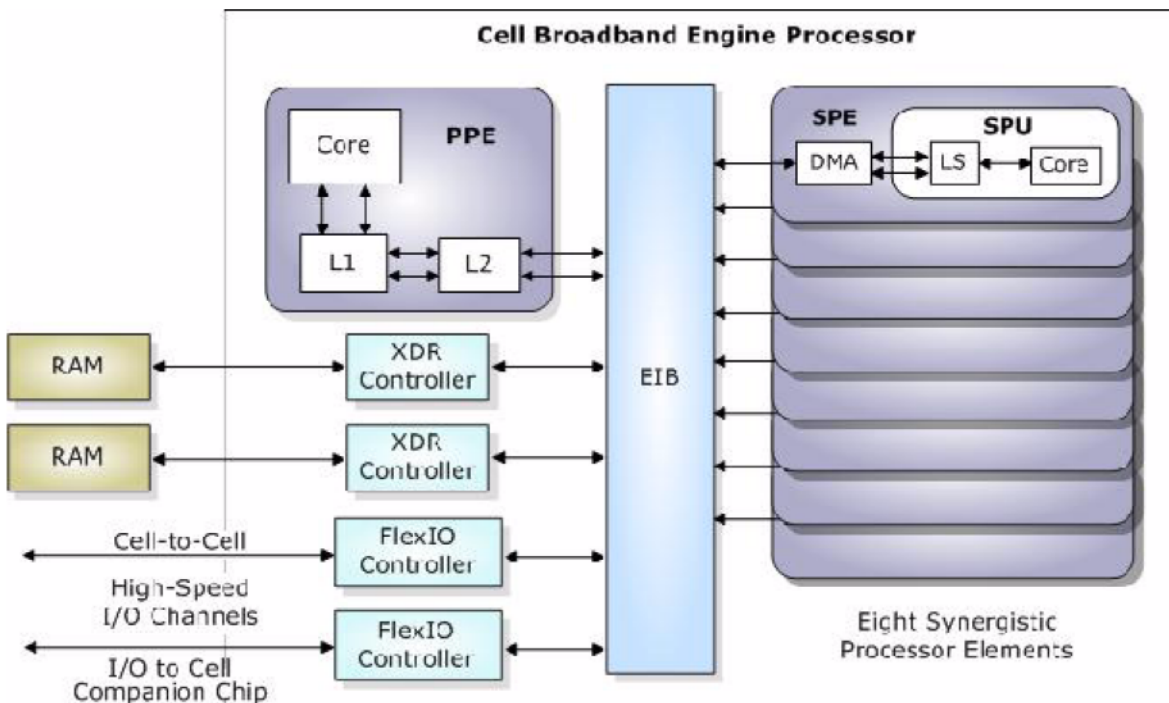 Cell Broadband Engine Processor
PPE
Core
L1
L2
EIB
SPE
SPU
DMA
LS
Core
RAM
XDR
Controller
RAM
XDR
Controller
Cell-to-Cell
FlexIO
Controller
High-Speed
I/O Channels
FlexIO
Controller
I/O to Cell
Companion Chip
Eight Synergistic
Processor Elements